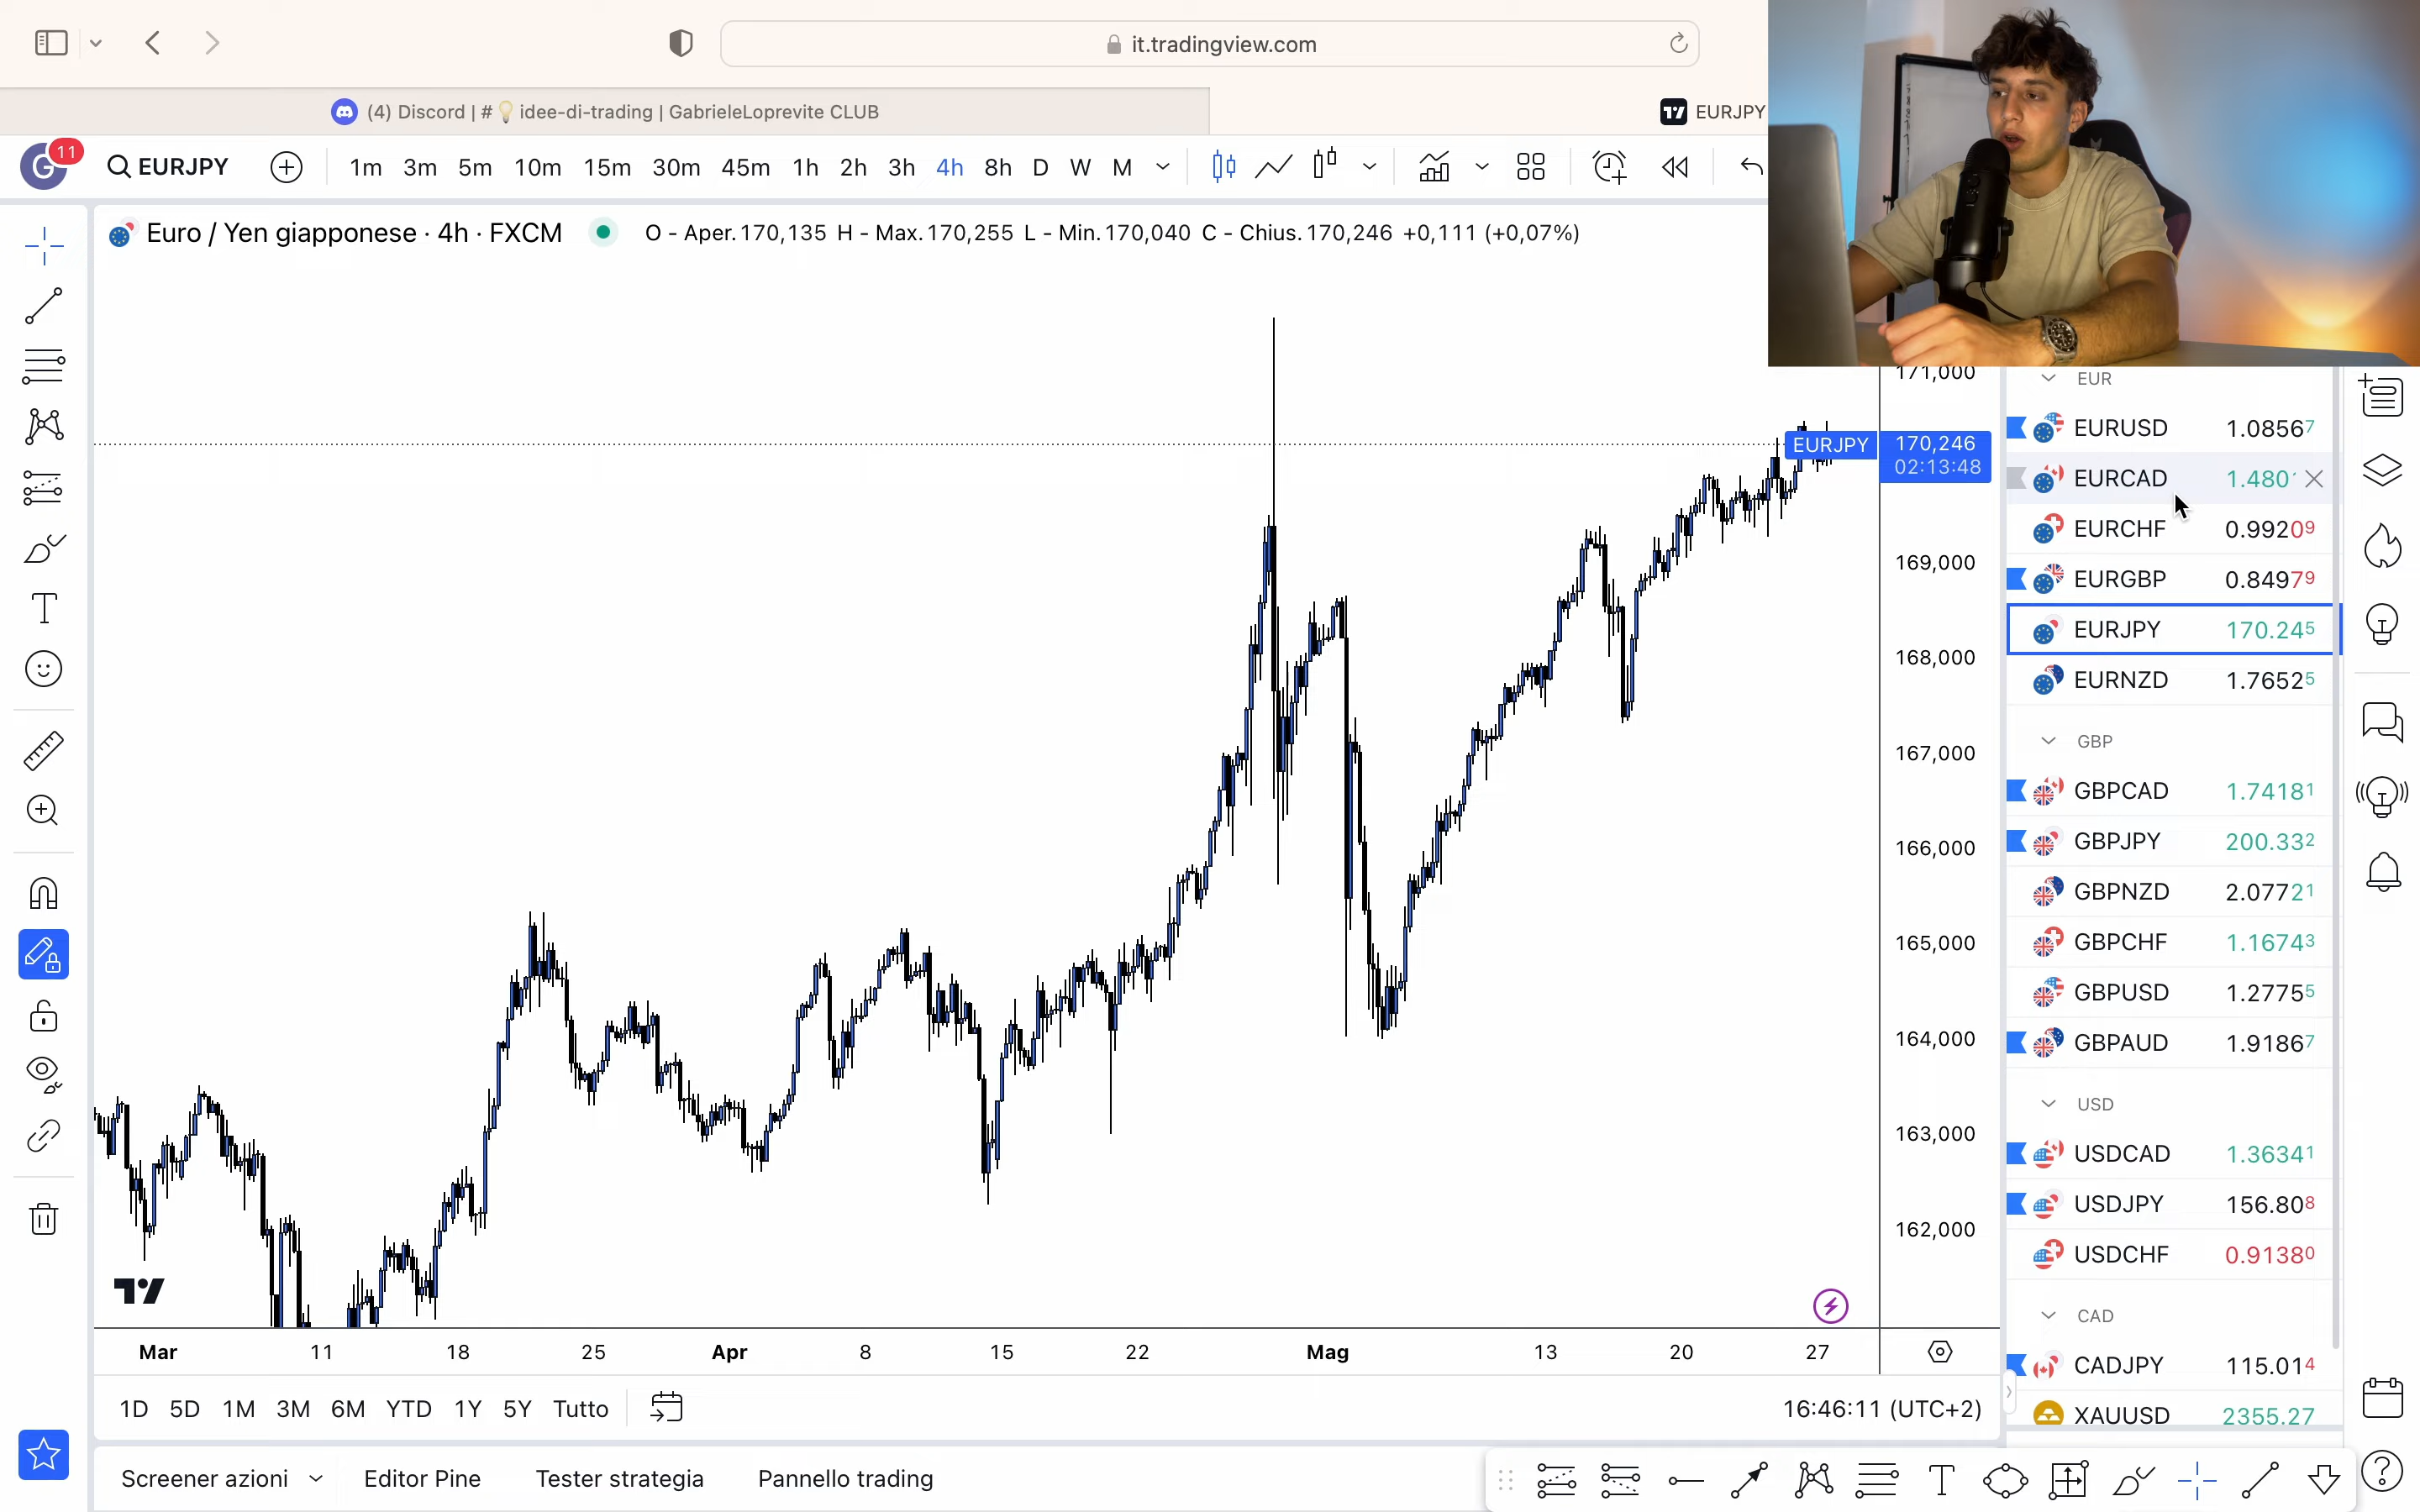 it.tradingview.com
(4) Discord | # idee-di-trading | GabrieleLoprevite CLUB
EURJPY
G 11
EURJPY
1m 3m 5m 10m 15m 30m 45m 1h 2h 3h 4h 8h D W M
Euro / Yen giapponese · 4h · FXCM
O - Aper.170,135 H - Max.170,255 L - Min.170,040 C - Chius.170,246 +0,111 (+0,07%)
171,000
EURJPY 170,246
02:13:48
169,000
168,000
167,000
166,000
165,000
164,000
163,000
162,000
EUR
EURUSD 1.08567
EURCAD 1.480
EURCHF 0.99209
EURGBP 0.84979
EURJPY 170.245
EURNZD 1.76525
GBP
GBPCAD 1.74181
GBPJPY 200.332
GBPNZD 2.07721
GBPCHF 1.16743
GBPUSD 1.27755
GBPAUD 1.91867
USD
USDCAD 1.36341
USDJPY 156.808
USDCHF 0.91380
CAD
CADJPY 115.014
XAUUSD 2355.27
Mar 11 18 25 Apr 8 15 22 Mag 13 20 27
1D 5D 1M 3M 6M YTD 1Y 5Y Tutto
16:46:11 (UTC+2)
Screener azioni Editor Pine Tester strategia Pannello trading